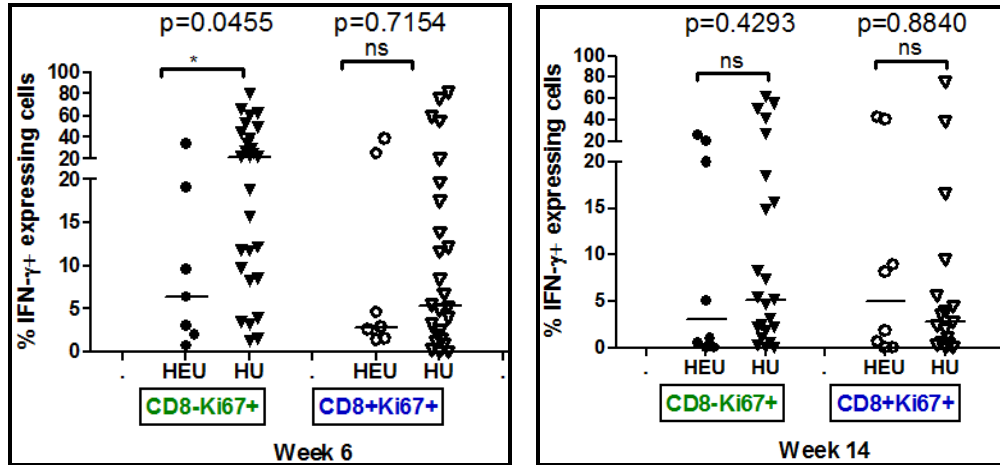 p=0.0455 p=0.7154
* ns
% IFN-γ+ expressing cells
100
80
60
40
20
20
15
10
5
0
. HEU HU . HEU HU .
CD8-Ki67+ CD8+Ki67+
Week 6
p=0.4293 p=0.8840
ns ns
% IFN-γ+ expressing cells
100
80
60
40
20
20
15
10
5
0
. HEU HU . HEU HU
CD8-Ki67+ CD8+Ki67+
Week 14